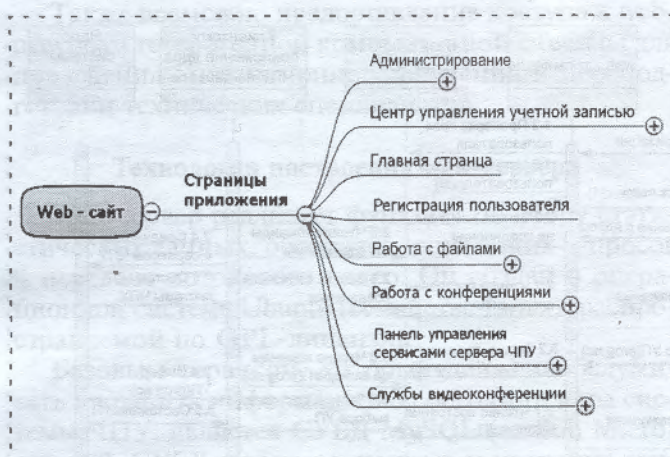 Администрирование
Центр управления учетной записью
Главная странца
Страницы
приложения
Web - сайт
Регистрация пользователя
Работа с файлами
Работа с конференциями
Панель управления
сервисами сервера ЧПУ
Службы видеоконференции